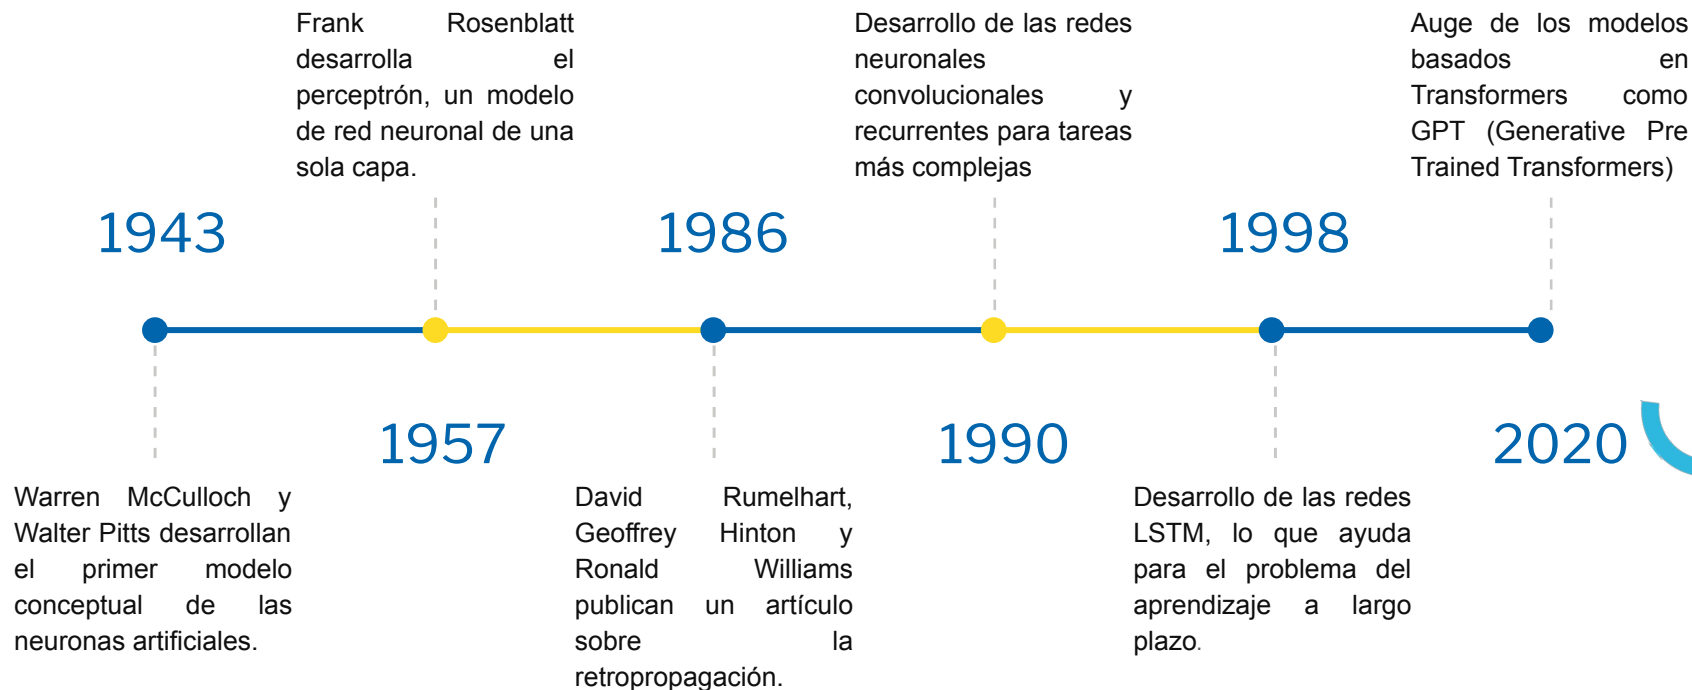 Frank Rosenblatt
desarrolla el
perceptrón, un modelo
de red neuronal de una
sola capa.
Desarrollo de las redes
neuronales
convolucionales y
recurrentes para tareas
más complejas
Auge de los modelos
basados en
Transformers como
GPT (Generative Pre
Trained Transformers)
1943
1986
1998
1957
1990
2020
Warren McCulloch y
Walter Pitts desarrollan
el primer modelo
conceptual de las
neuronas artificiales.
David Rumelhart,
Geoffrey Hinton y
Ronald Williams
publican un artículo
sobre la
retropropagación.
Desarrollo de las redes
LSTM, lo que ayuda
para el problema del
aprendizaje a largo
plazo.